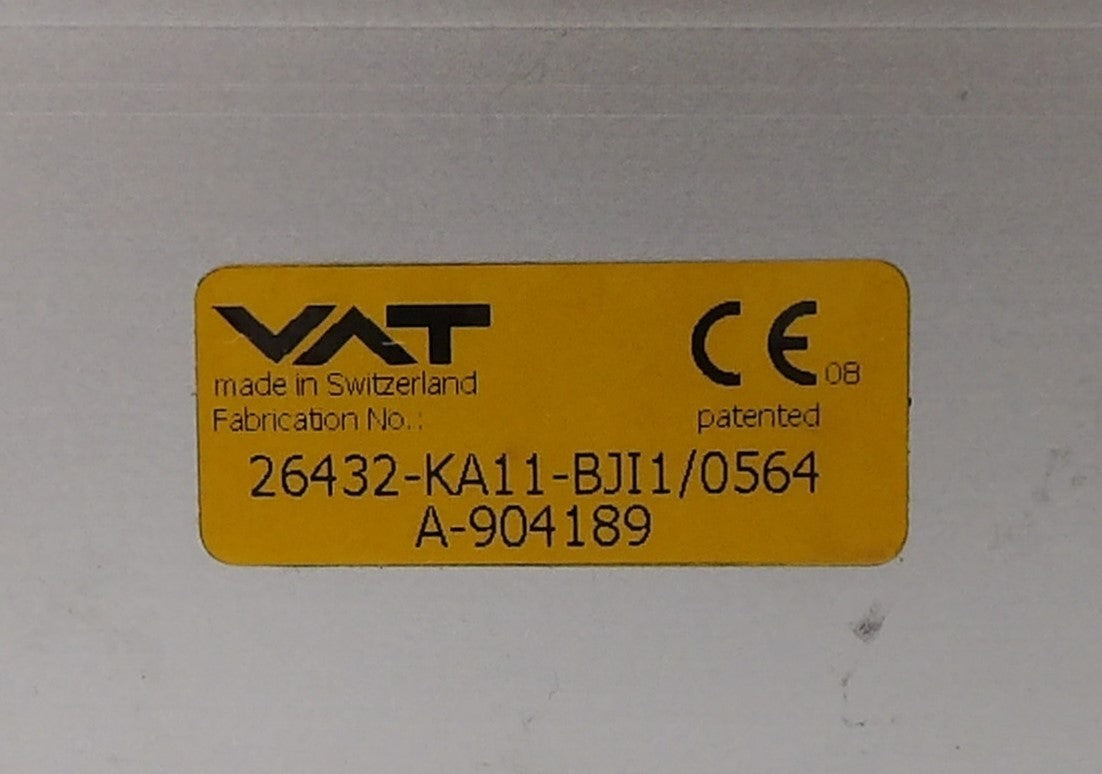 VAT
CE 08
made in Switzerland
Fabrication No.:
patented
26432-KA11-BJI1/0564
A-904189